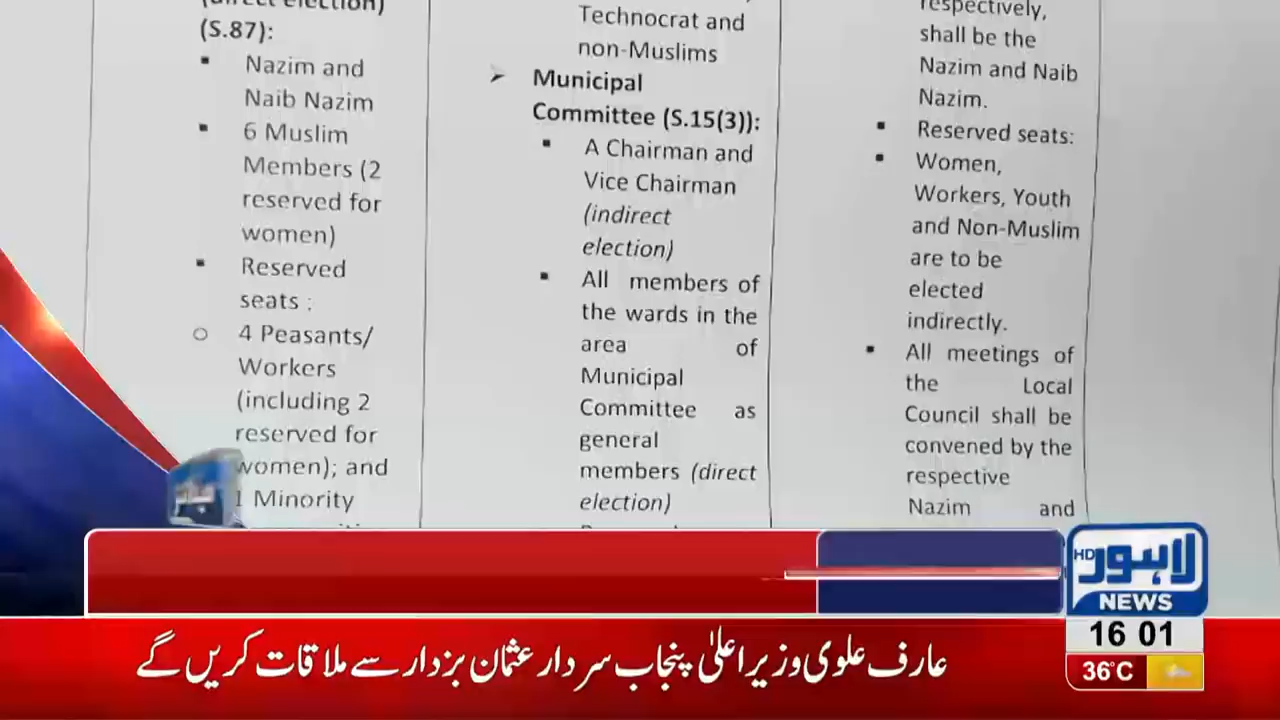 (direct election)
(S.87):
▪ Nazim and
Naib Nazim
▪ 6 Muslim
Members (2
reserved for
women)
▪ Reserved
seats :
○ 4 Peasants/
Workers
(including 2
reserved for
women); and
1 Minority
Technocrat and
non-Muslims
➢ Municipal
Committee (S.15(3)):
▪ A Chairman and
Vice Chairman
(indirect
election)
▪ All members of
the wards in the
area of
Municipal
Committee as
general
members (direct
election)
respectively,
shall be the
Nazim and Naib
Nazim.
▪ Reserved seats:
▪ Women,
Workers, Youth
and Non-Muslim
are to be
elected
indirectly.
▪ All meetings of
the Local
Council shall be
convened by the
respective
Nazim and
HD لاہور
NEWS
16 01
36°C
عارف علوی وزیراعلیٰ پنجاب سردار عثمان بزدار سے ملاقات کریں گے